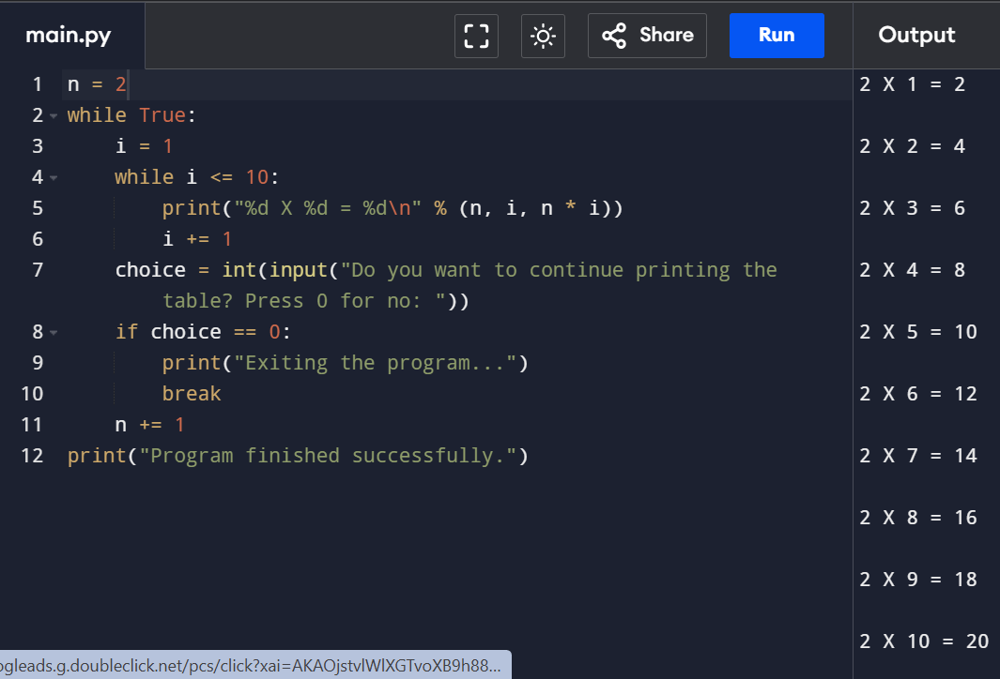 main.py Share Run Output
1 n = 2
2 while True:
3     i = 1
4     while i <= 10:
5         print("%d X %d = %d\n" % (n, i, n * i))
6         i += 1
7     choice = int(input("Do you want to continue printing the
table? Press 0 for no: "))
8     if choice == 0:
9         print("Exiting the program...")
10         break
11     n += 1
12 print("Program finished successfully.")
2 X 1 = 2
2 X 2 = 4
2 X 3 = 6
2 X 4 = 8
2 X 5 = 10
2 X 6 = 12
2 X 7 = 14
2 X 8 = 16
2 X 9 = 18
2 X 10 = 20
ogleads.g.doubleclick.net/pcs/click?xai=AKAOjstvlWlXGTvoXB9h88...